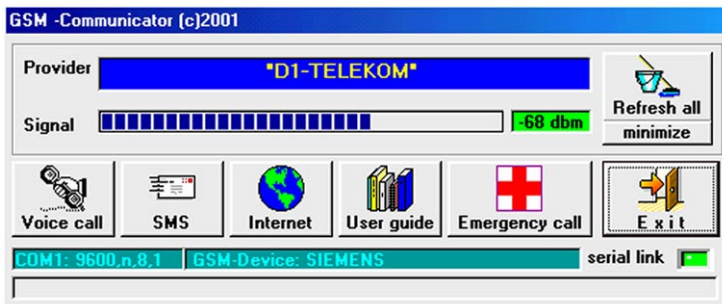 GSM -Communicator (c)2001
Provider
"D1-TELEKOM"
Refresh all
minimize
Signal
-68 dbm
Voice call
SMS
Internet
User guide
Emergency call
Exit
COM1: 9600,n,8,1
GSM-Device: SIEMENS
serial link